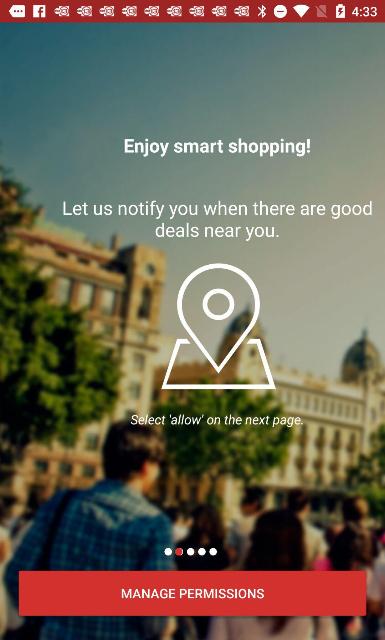 4:33
Enjoy smart shopping!
Let us notify you when there are good
deals near you.
Select 'allow' on the next page.
MANAGE PERMISSIONS